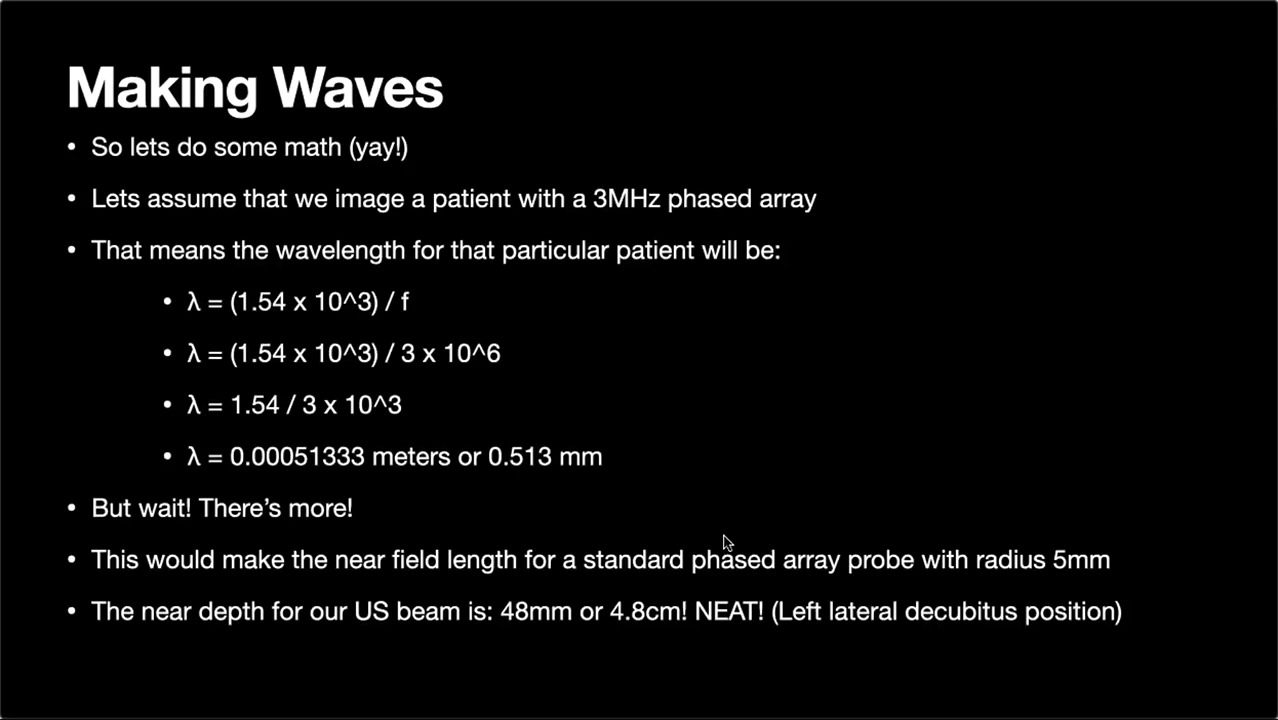 Making Waves
• So lets do some math (yay!)
• Lets assume that we image a patient with a 3MHz phased array
• That means the wavelength for that particular patient will be:
• λ = (1.54 x 10^3) / f
• λ = (1.54 x 10^3) / 3 x 10^6
• λ = 1.54 / 3 x 10^3
• λ = 0.00051333 meters or 0.513 mm
• But wait! There’s more!
• This would make the near field length for a standard phased array probe with radius 5mm
• The near depth for our US beam is: 48mm or 4.8cm! NEAT! (Left lateral decubitus position)